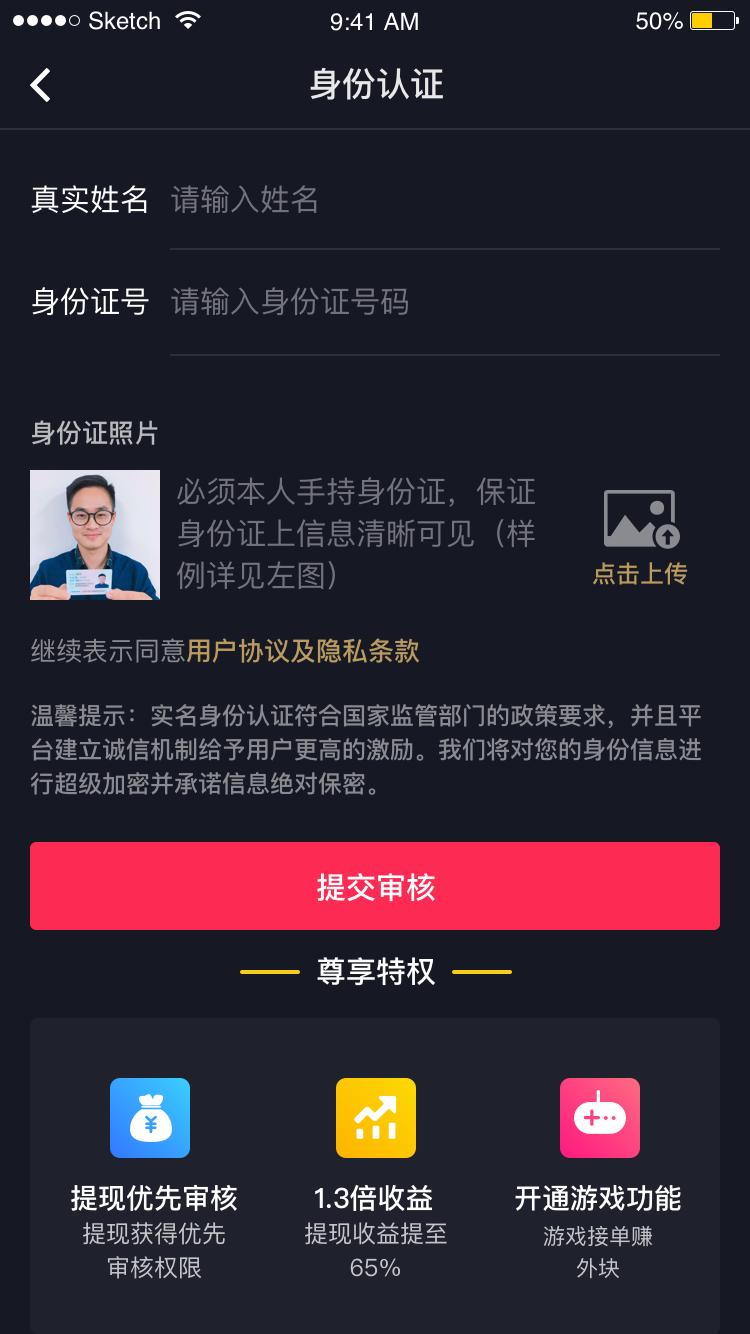 Sketch
9:41 AM
50%
身份认证
真实姓名 请输入姓名
身份证号 请输入身份证号码
身份证照片
必须本人手持身份证，保证
身份证上信息清晰可见（样
例详见左图）
点击上传
继续表示同意用户协议及隐私条款
温馨提示：实名身份认证符合国家监管部门的政策要求，并且平
台建立诚信机制给予用户更高的激励。我们将对您的身份信息进
行超级加密并承诺信息绝对保密。
提交审核
尊享特权
提现优先审核
提现获得优先
审核权限
1.3倍收益
提现收益提至
65%
开通游戏功能
游戏接单赚
外块